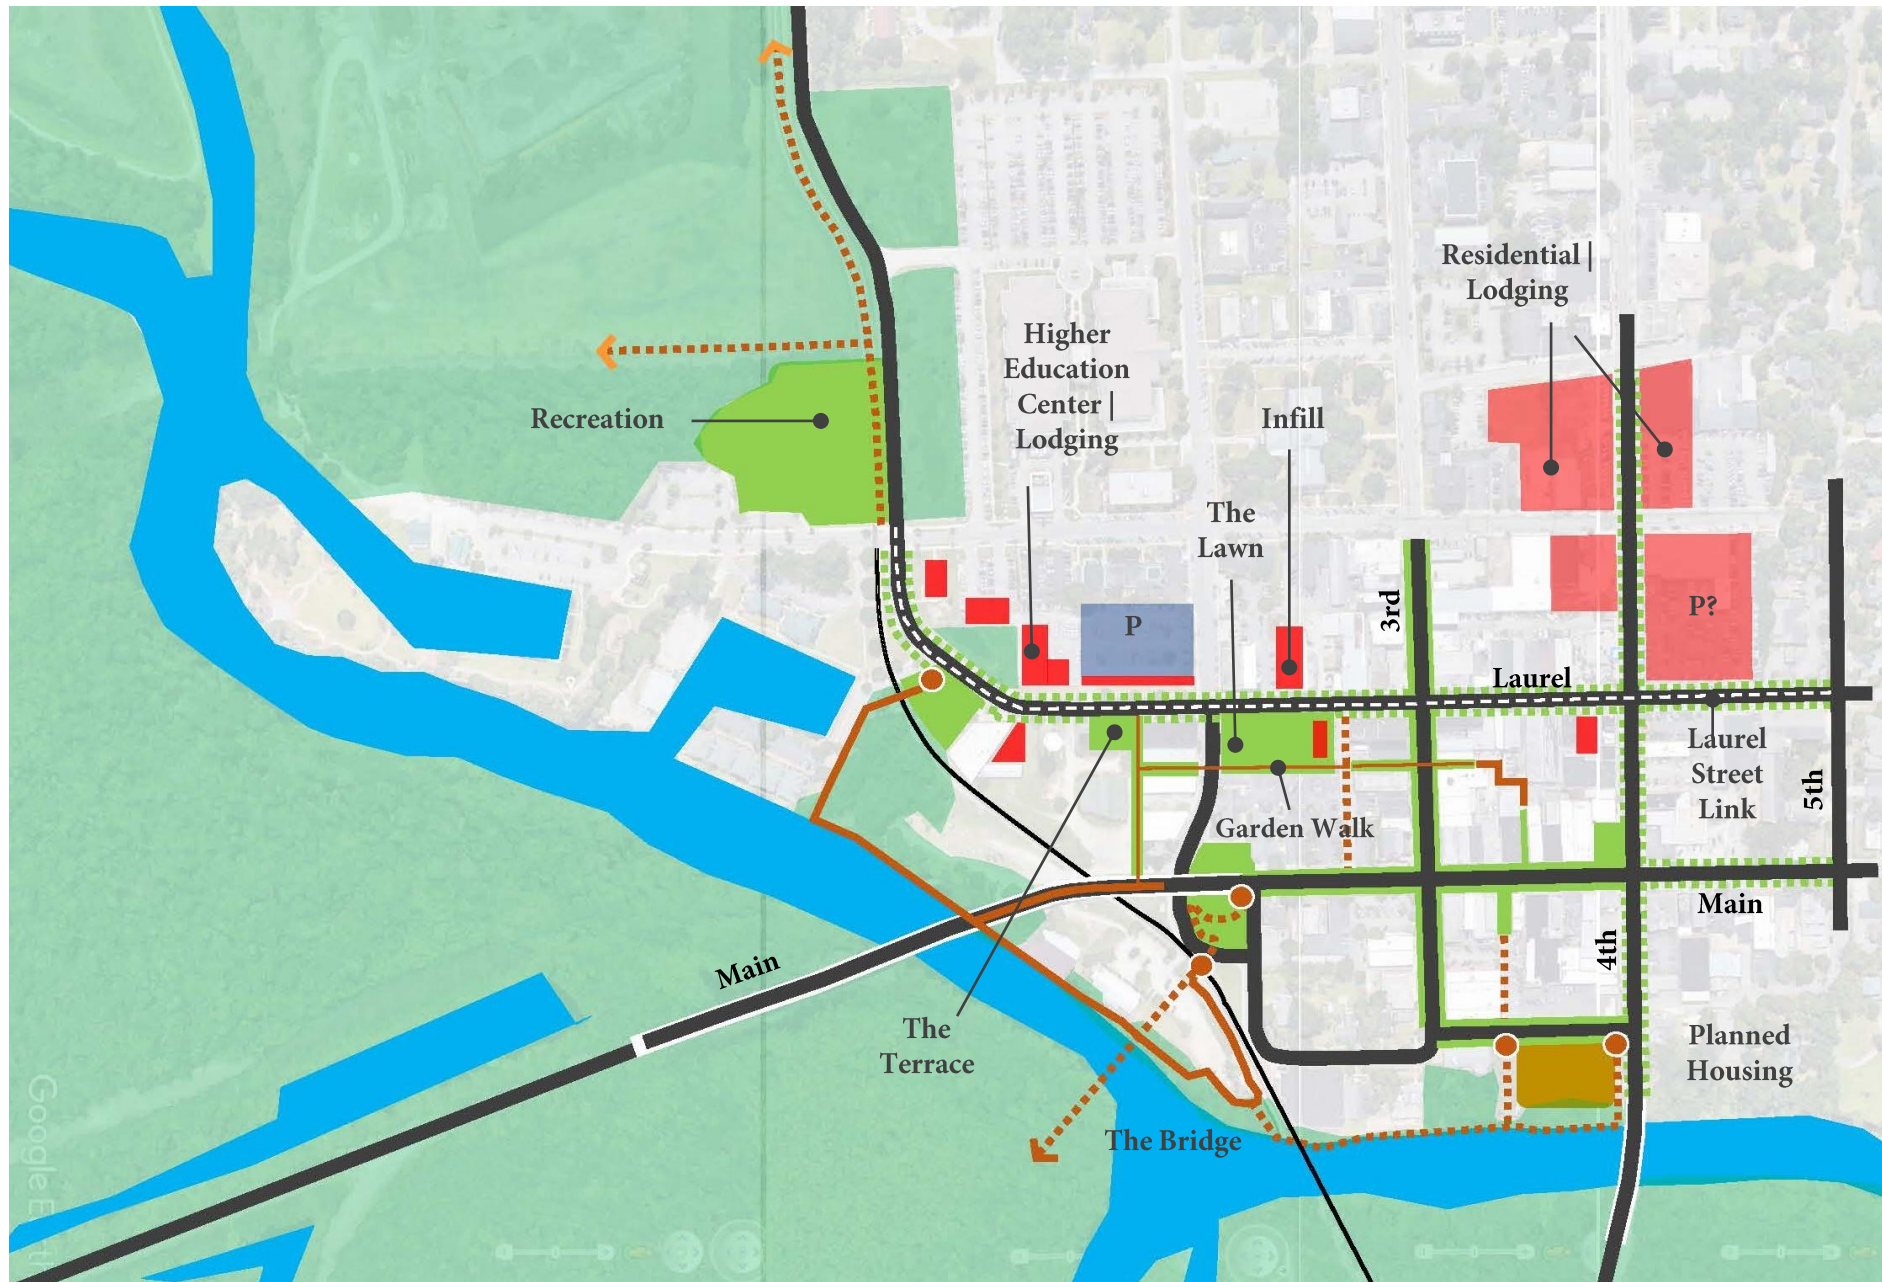 Residential |
Lodging
Higher
Education
Center |
Lodging
Recreation
Infill
The
Lawn
3rd
P
P?
Laurel
Laurel
Street
Link
5th
Garden Walk
Main
4th
Main
The
Terrace
Planned
Housing
The Bridge
Google E